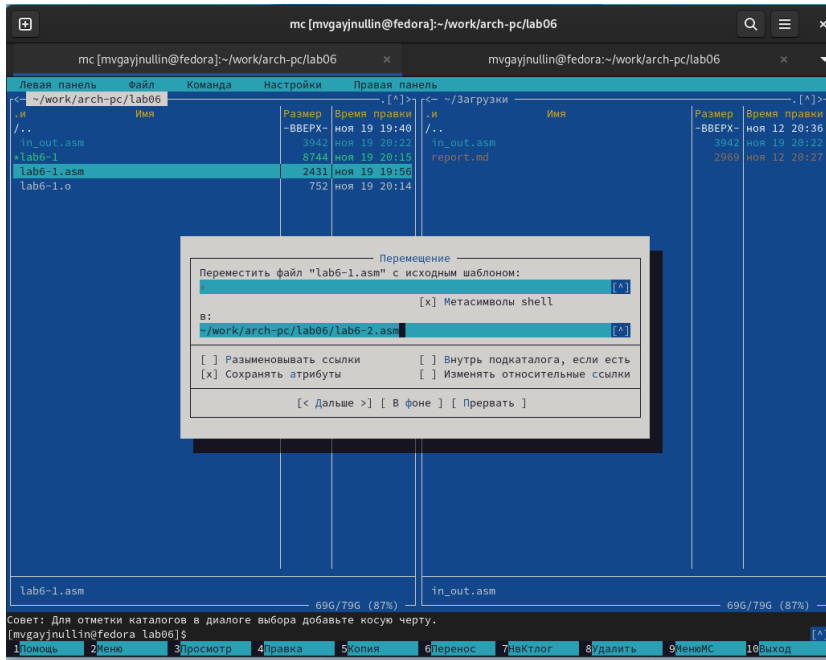 mc [mvgayjnullin@fedora]:~/work/arch-pc/lab06
mc [mvgayjnullin@fedora]:~/work/arch-pc/lab06 × mvgayjnullin@fedora:~/work/arch-pc/lab06 ×
Левая панель Файл Команда Настройки Правая панель
<— ~/work/arch-pc/lab06 .[^]> <— ~/Загрузки .[^]>
.и Имя Размер Время правки .и Имя Размер Время правки
/.. -ВВЕРХ- ноя 19 19:40 /.. -ВВЕРХ- ноя 12 20:36
in_out.asm 3942 ноя 19 20:22 in_out.asm 3942 ноя 19 20:22
*lab6-1 8744 ноя 19 20:15 report.md 2969 ноя 12 20:27
lab6-1.asm 2431 ноя 19 19:56
lab6-1.o 752 ноя 19 20:14
Перемещение
Переместить файл "lab6-1.asm" с исходным шаблоном:
* [^]
[x] Метасимволы shell
в:
~/work/arch-pc/lab06/lab6-2.asm [^]
[ ] Разыменовывать ссылки [ ] Внутрь подкаталога, если есть
[x] Сохранять атрибуты [ ] Изменять относительные ссылки
[< Дальше >] [ В фоне ] [ Прервать ]
lab6-1.asm in_out.asm
69G/79G (87%) 69G/79G (87%)
Совет: Для отметки каталогов в диалоге выбора добавьте косую черту.
[mvgayjnullin@fedora lab06]$ [^]
1Помощь 2Меню 3Просмотр 4Правка 5Копия 6Перенос 7НвКтлог 8Удалить 9МенюМС 10Выход